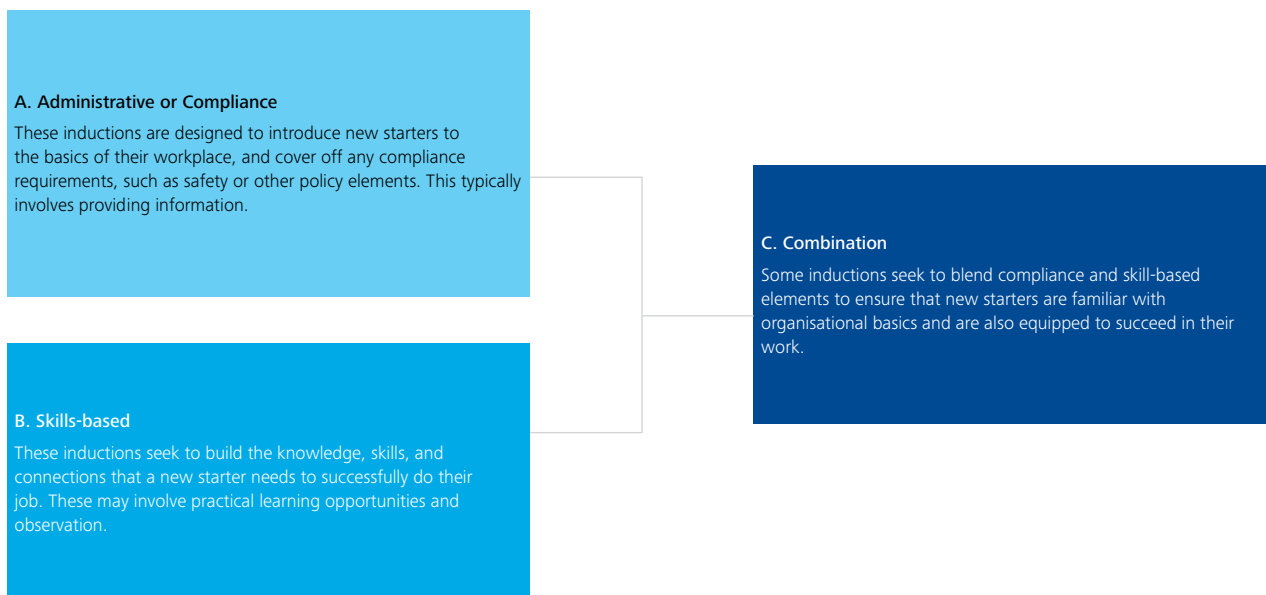 A. Administrative or Compliance
These inductions are designed to introduce new starters to
the basics of their workplace, and cover off any compliance
requirements, such as safety or other policy elements. This typically
involves providing information.
B. Skills-based
These inductions seek to build the knowledge, skills, and
connections that a new starter needs to successfully do their
job. These may involve practical learning opportunities and
observation.
C. Combination
Some inductions seek to blend compliance and skill-based
elements to ensure that new starters are familiar with
organisational basics and are also equipped to succeed in their
work.